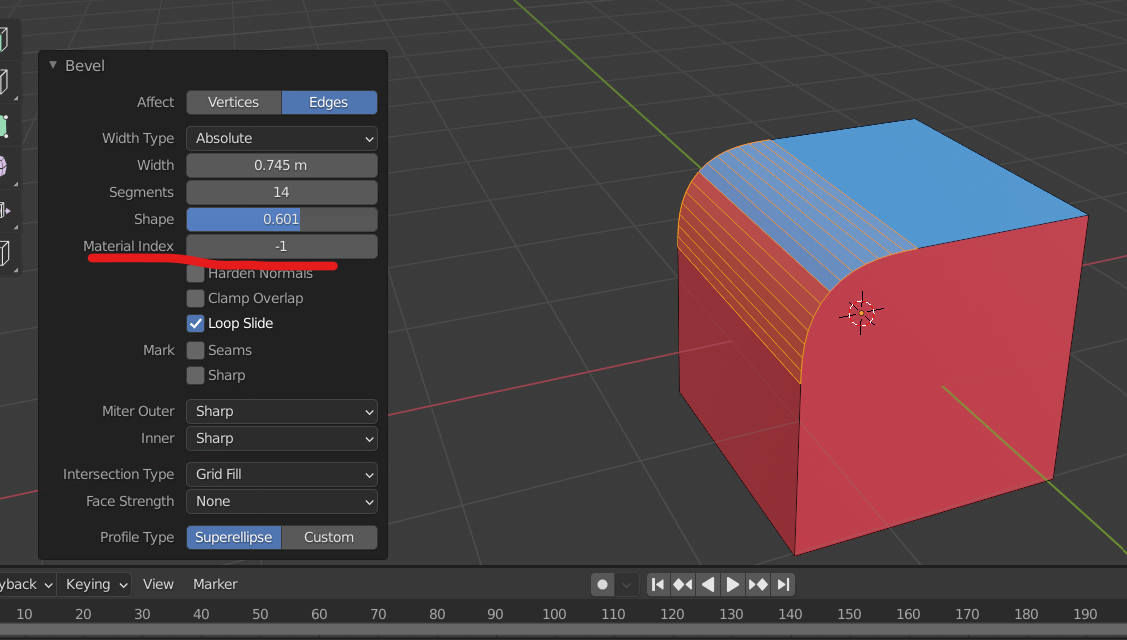 Bevel
Affect Vertices Edges
Width Type Absolute
Width 0.745 m
Segments 14
Shape 0.601
Material Index -1
Harden Normals
Clamp Overlap
Loop Slide
Mark Seams
Sharp
Miter Outer Sharp
Inner Sharp
Intersection Type Grid Fill
Face Strength None
Profile Type Superellipse Custom
yback Keying View Marker
10 20 30 40 50 60 70 80 90 100 110 120 130 140 150 160 170 180 190